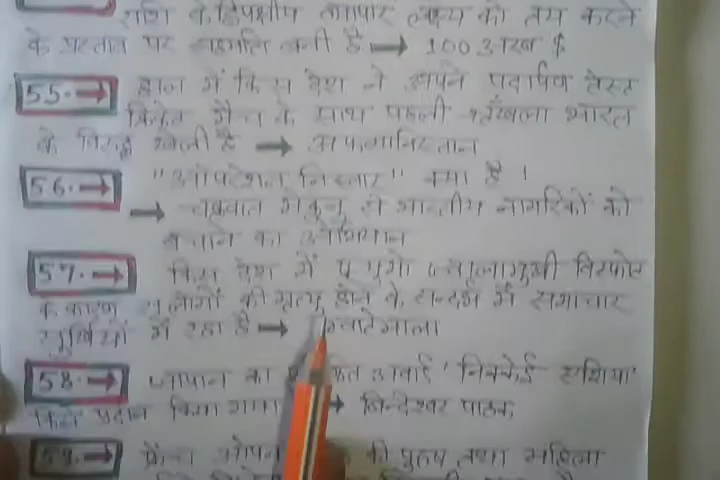 राशि के द्विपक्षीय व्यापार लक्ष्य को तय करने
के प्रस्ताव पर सहमति बनी है → 100 अरब $
55. → हाल में किस देश ने अपने पदार्पण टेस्ट
क्रिकेट मैच के साथ पहली श्रृंखला भारत
के विरुद्ध खेली है → अफगानिस्तान
56. → "ऑपरेशन निस्तार" क्या है ।
→ चक्रवात मेकुनु से भारतीय नागरिकों को
बचाने का अभियान
57. → किस देश में फ्यूगो ज्वालामुखी विस्फोट
के कारण लोगों की मृत्यु होने के सन्दर्भ में समाचार
सुर्खियों में रहा है → ग्वाटेमाला
58. → जापान का अवार्ड 'निक्केई एशिया'
किसे प्रदान किया गया → बिन्देश्वर पाठक
59. → फ्रेंच ओपन की पुरुष तथा महिला